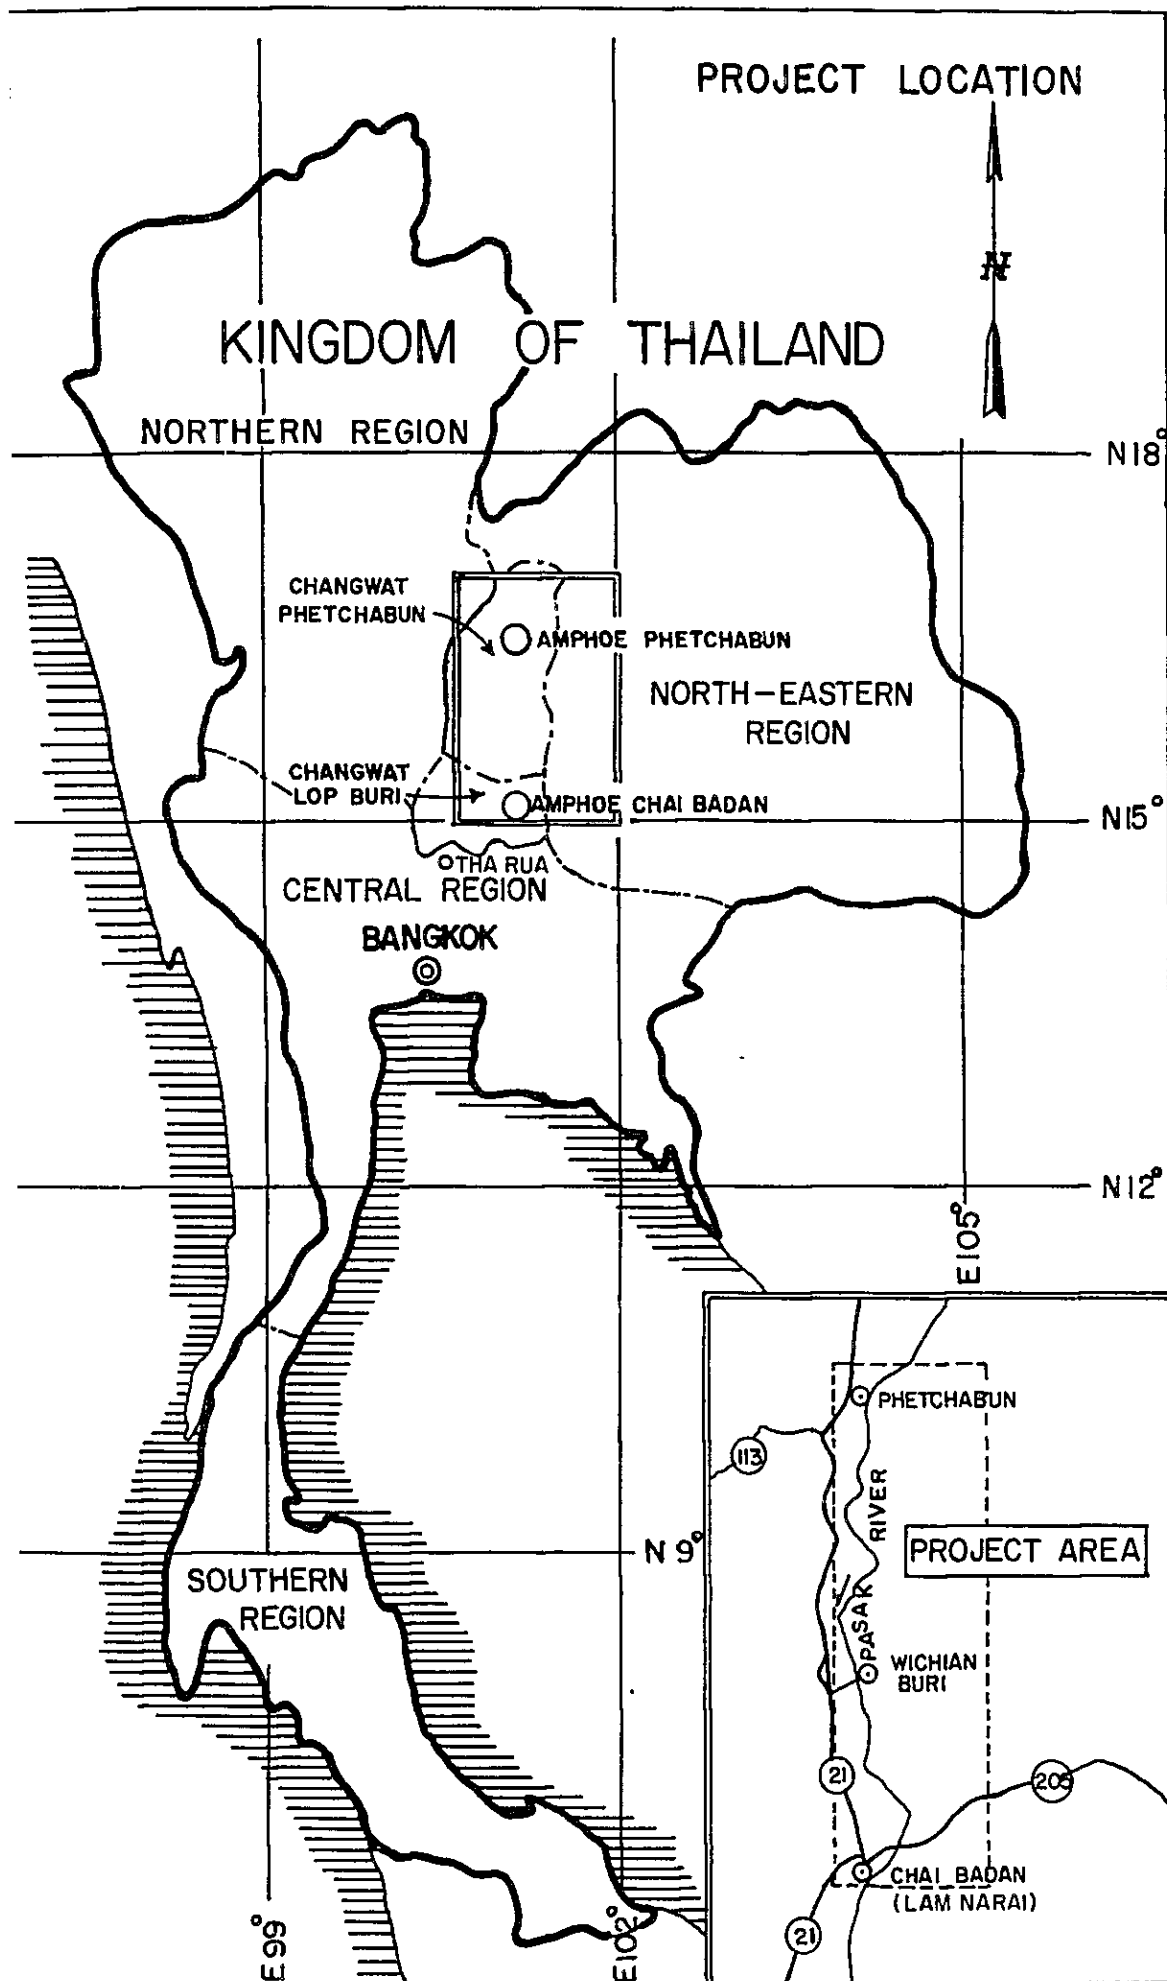 PROJECT LOCATION
N
KINGDOM OF THAILAND
NORTHERN REGION
N18°
CHANGWAT
PHETCHABUN
AMPHOE PHETCHABUN
NORTH-EASTERN
REGION
CHANGWAT
LOP BURI
AMPHOE CHAI BADAN
N15°
THA RUA
CENTRAL REGION
BANGKOK
N12°
E105°
PHETCHABUN
113
RIVER
PASAK
N 9°
PROJECT AREA
SOUTHERN
REGION
WICHIAN
BURI
21
205
CHAI BADAN
(LAM NARAI)
21
E99°
E102°